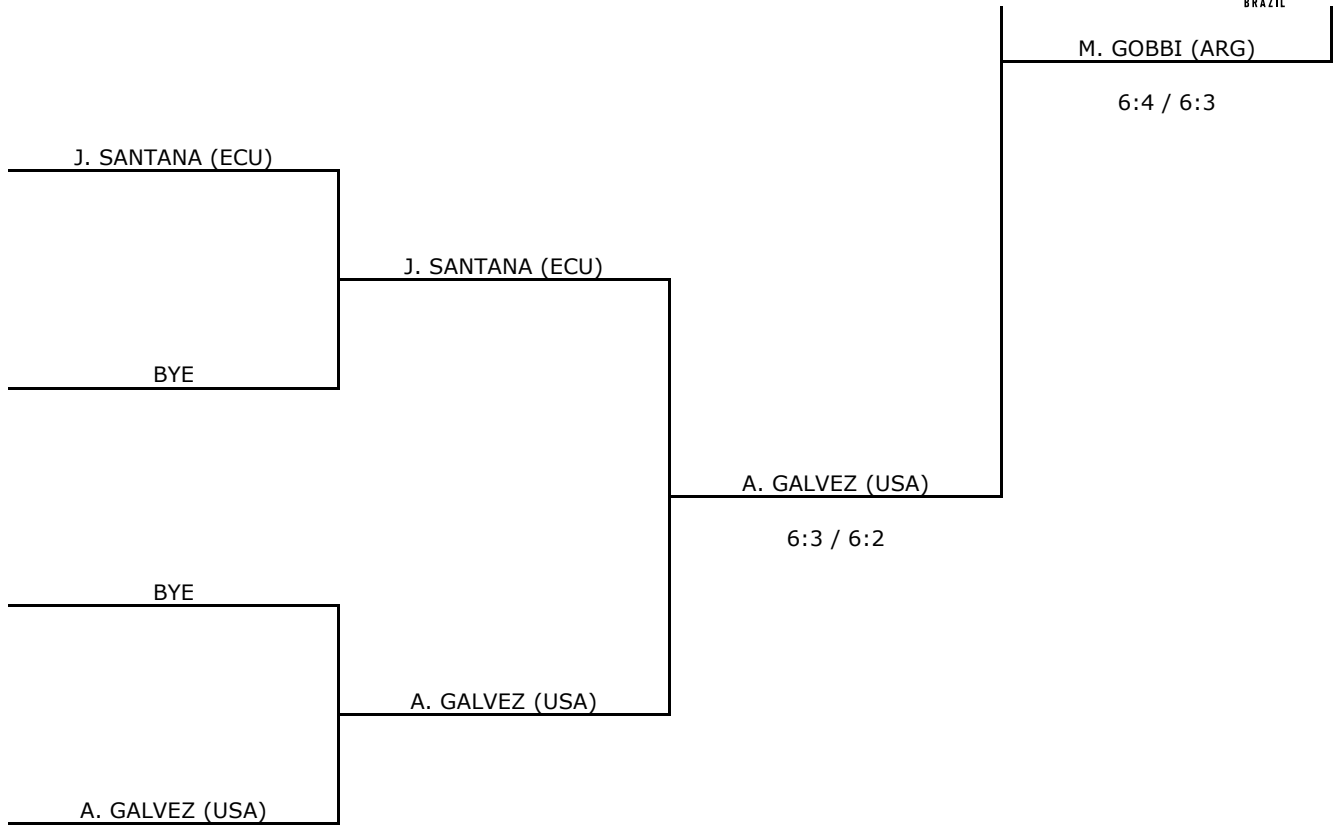 BRAZIL
M. GOBBI (ARG)
6:4 / 6:3
J. SANTANA (ECU)
J. SANTANA (ECU)
BYE
A. GALVEZ (USA)
6:3 / 6:2
BYE
A. GALVEZ (USA)
A. GALVEZ (USA)